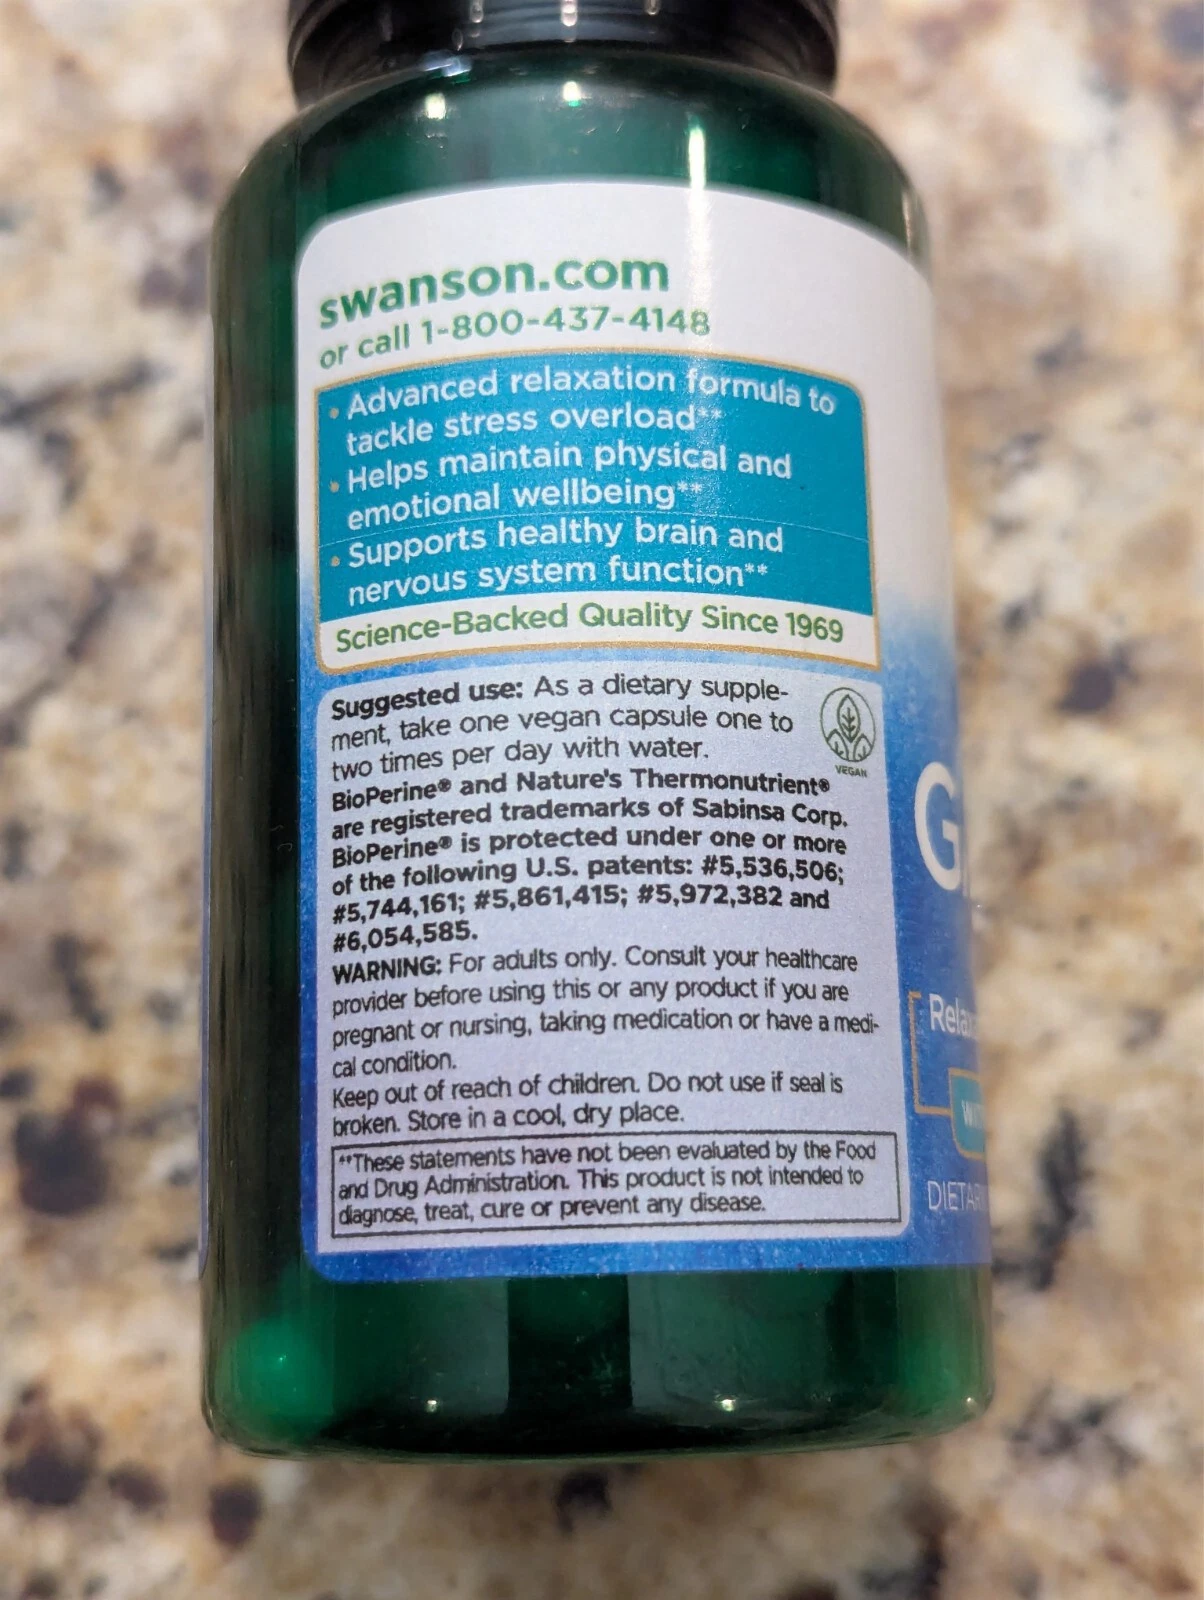 swanson.com
or call 1-800-437-4148
• Advanced relaxation formula to
tackle stress overload**
• Helps maintain physical and
emotional wellbeing**
• Supports healthy brain and
nervous system function**
Science-Backed Quality Since 1969
Suggested use: As a dietary supple-
ment, take one vegan capsule one to
two times per day with water.
VEGAN
BioPerine® and Nature's Thermonutrient®
are registered trademarks of Sabinsa Corp.
BioPerine® is protected under one or more
of the following U.S. patents: #5,536,506;
#5,744,161; #5,861,415; #5,972,382 and
#6,054,585.
WARNING: For adults only. Consult your healthcare
provider before using this or any product if you are
pregnant or nursing, taking medication or have a medi-
cal condition.
Keep out of reach of children. Do not use if seal is
broken. Store in a cool, dry place.
**These statements have not been evaluated by the Food
and Drug Administration. This product is not intended to
diagnose, treat, cure or prevent any disease.